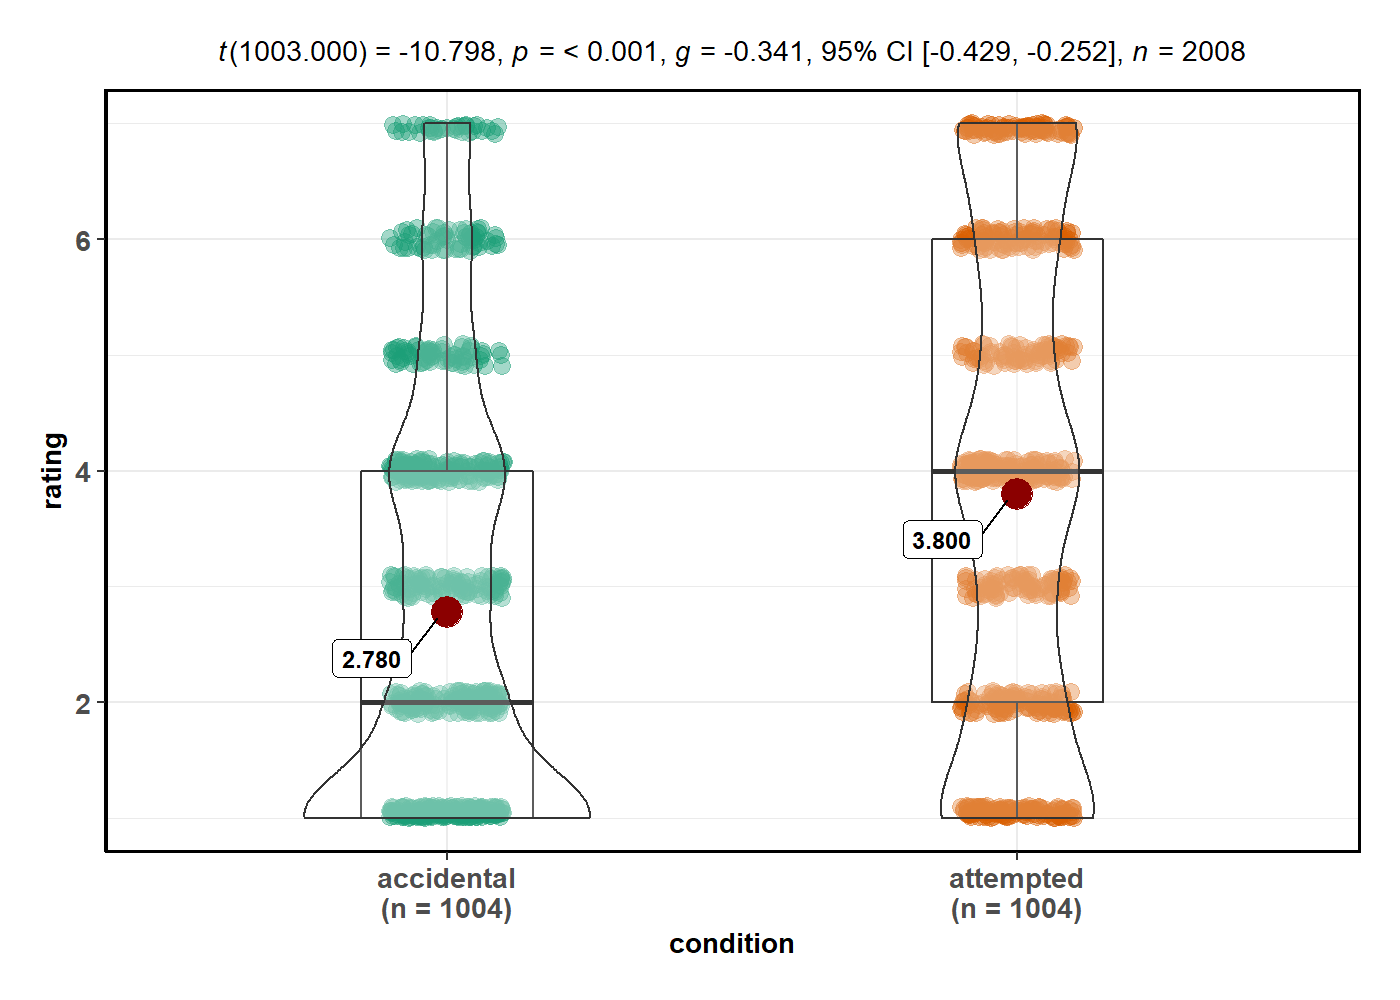 t(1003.000) = -10.798, p = < 0.001, g = -0.341, 95% CI [-0.429, -0.252], n = 2008
6
4
2
rating
3.800
2.780
accidental
(n = 1004)
attempted
(n = 1004)
condition